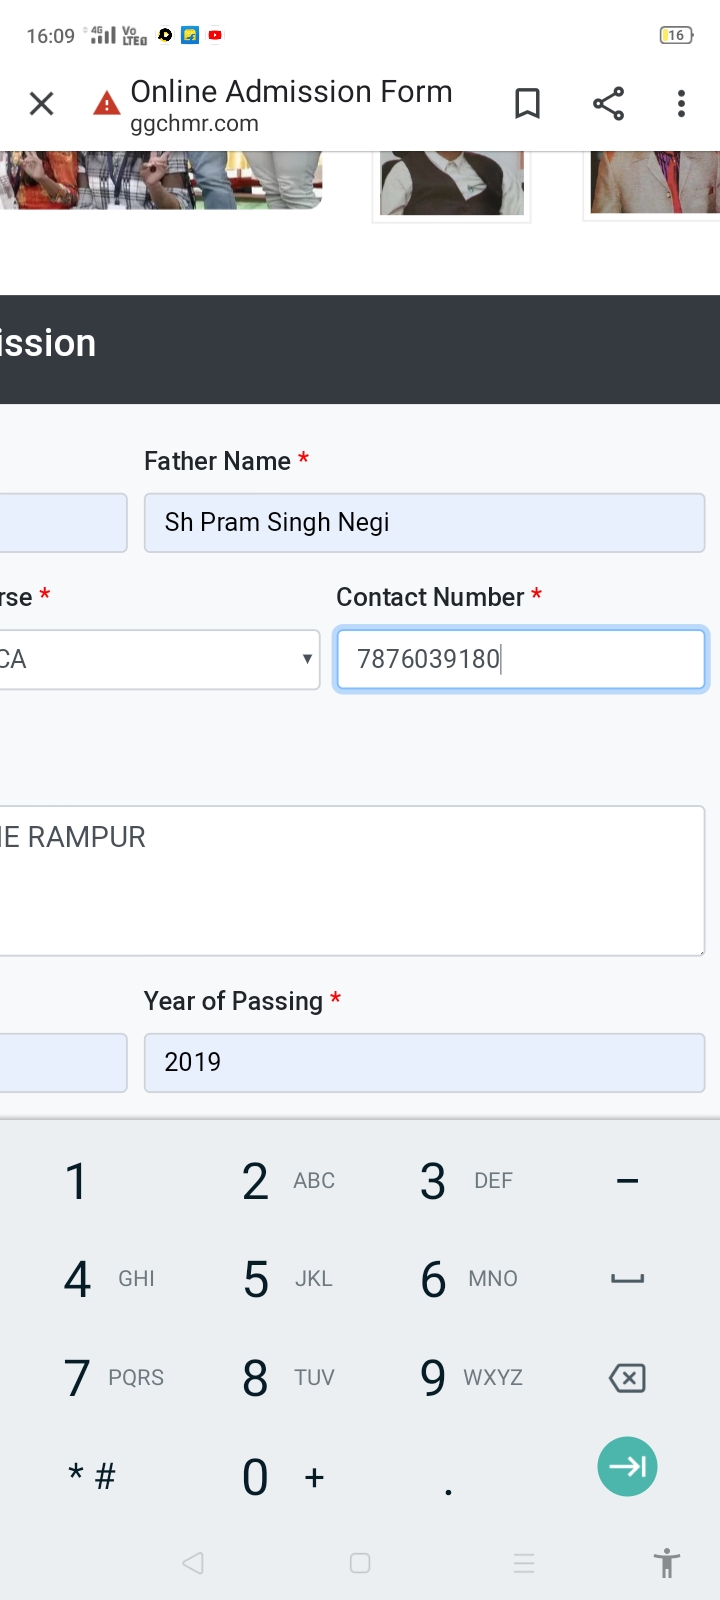 16:09 4G Vo LTE 16
Online Admission Form
ggchmr.com
ission
Father Name *
Sh Pram Singh Negi
rse * Contact Number *
CA 7876039180
E RAMPUR
Year of Passing *
2019
1 2 ABC 3 DEF –
4 GHI 5 JKL 6 MNO
7 PQRS 8 TUV 9 WXYZ
* # 0 + .